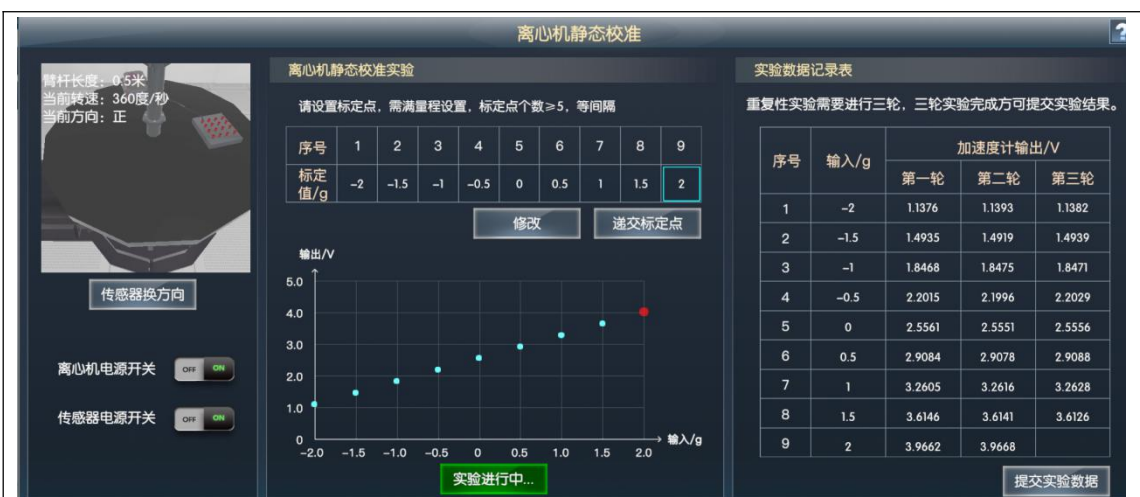 离心机静态校准
?
臂杆长度：0.5米
当前转速：360度/秒
当前方向：正
传感器换方向
离心机电源开关 OFF ON
传感器电源开关 OFF ON
离心机静态校准实验
请设置标定点，需满量程设置，标定点个数≥5，等间隔
序号 1 2 3 4 5 6 7 8 9
标定值/g -2 -1.5 -1 -0.5 0 0.5 1 1.5 2
修改 递交标定点
输出/V
5.0
4.0
3.0
2.0
1.0
0
-2.0 -1.5 -1.0 -0.5 0 0.5 1.0 1.5 2.0
输入/g
实验进行中...
实验数据记录表
重复性实验需要进行三轮，三轮实验完成方可提交实验结果。
序号 输入/g 加速度计输出/V
第一轮 第二轮 第三轮
1 -2 1.1376 1.1393 1.1382
2 -1.5 1.4935 1.4919 1.4939
3 -1 1.8468 1.8475 1.8471
4 -0.5 2.2015 2.1996 2.2029
5 0 2.5561 2.5551 2.5556
6 0.5 2.9084 2.9078 2.9088
7 1 3.2605 3.2616 3.2628
8 1.5 3.6146 3.6141 3.6126
9 2 3.9662 3.9668
提交实验数据